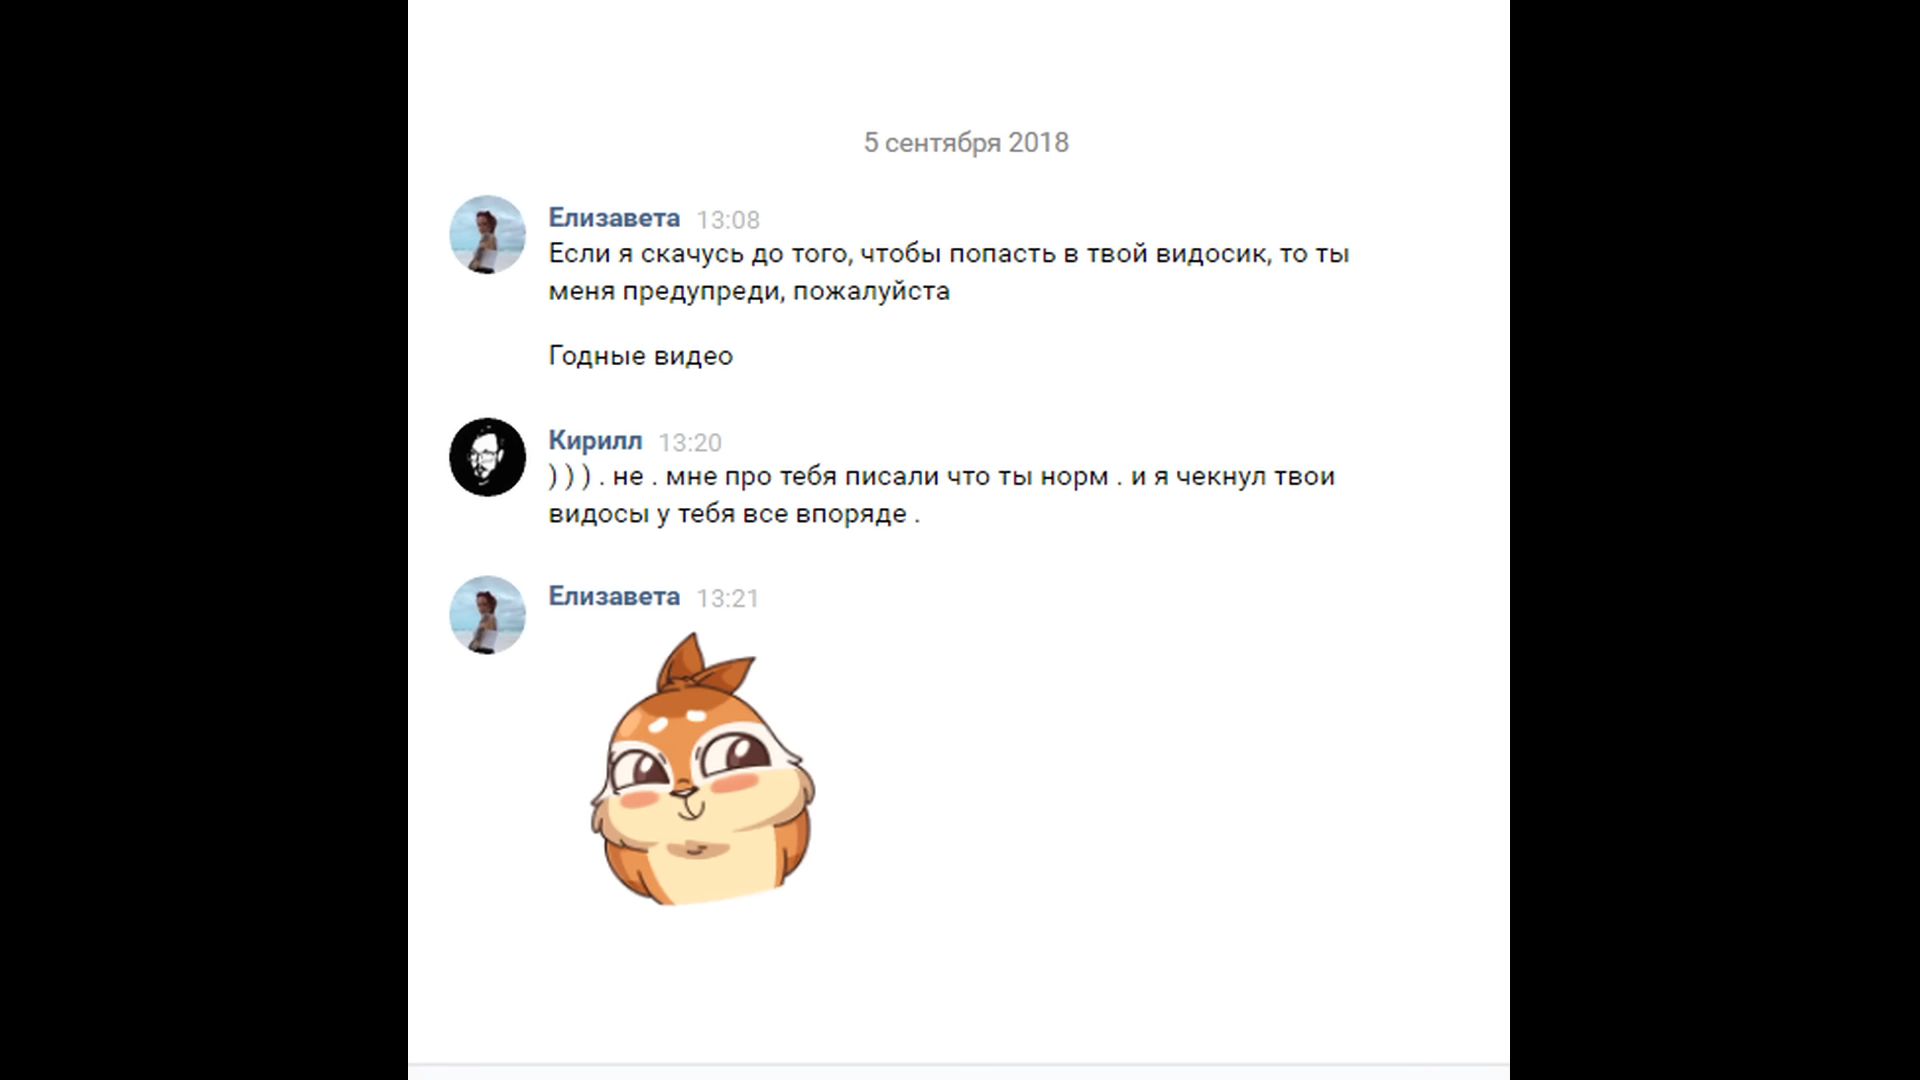 5 сентября 2018
Елизавета 13:08
Если я скачусь до того, чтобы попасть в твой видосик, то ты
меня предупреди, пожалуйста
Годные видео
Кирилл 13:20
) ) ) . не . мне про тебя писали что ты норм . и я чекнул твои
видосы у тебя все впоряде .
Елизавета 13:21